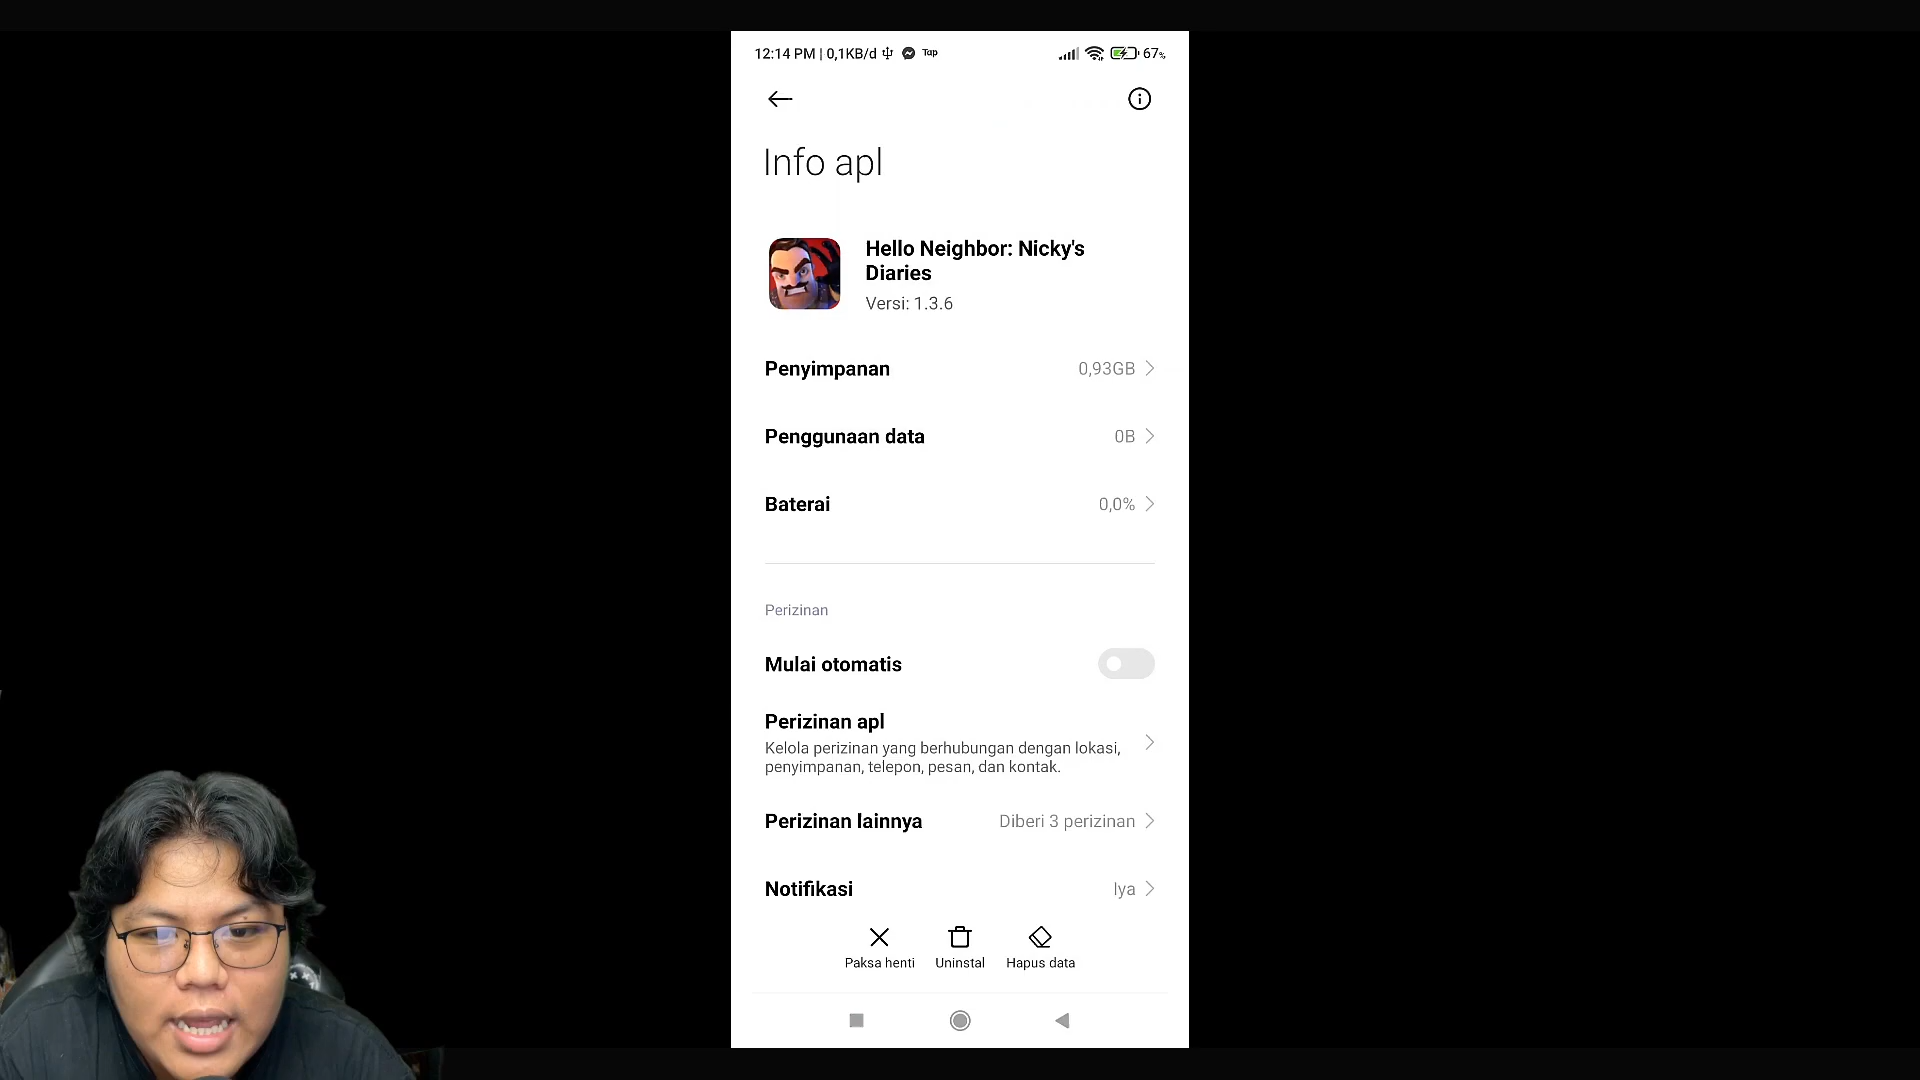 12:14 PM | 0,1KB/d Tap 67%
Info apl
Hello Neighbor: Nicky's
Diaries
Versi: 1.3.6
Penyimpanan 0,93GB
Penggunaan data 0B
Baterai 0,0%
Perizinan
Mulai otomatis
Perizinan apl
Kelola perizinan yang berhubungan dengan lokasi,
penyimpanan, telepon, pesan, dan kontak.
Perizinan lainnya Diberi 3 perizinan
Notifikasi Iya
Paksa henti Uninstal Hapus data